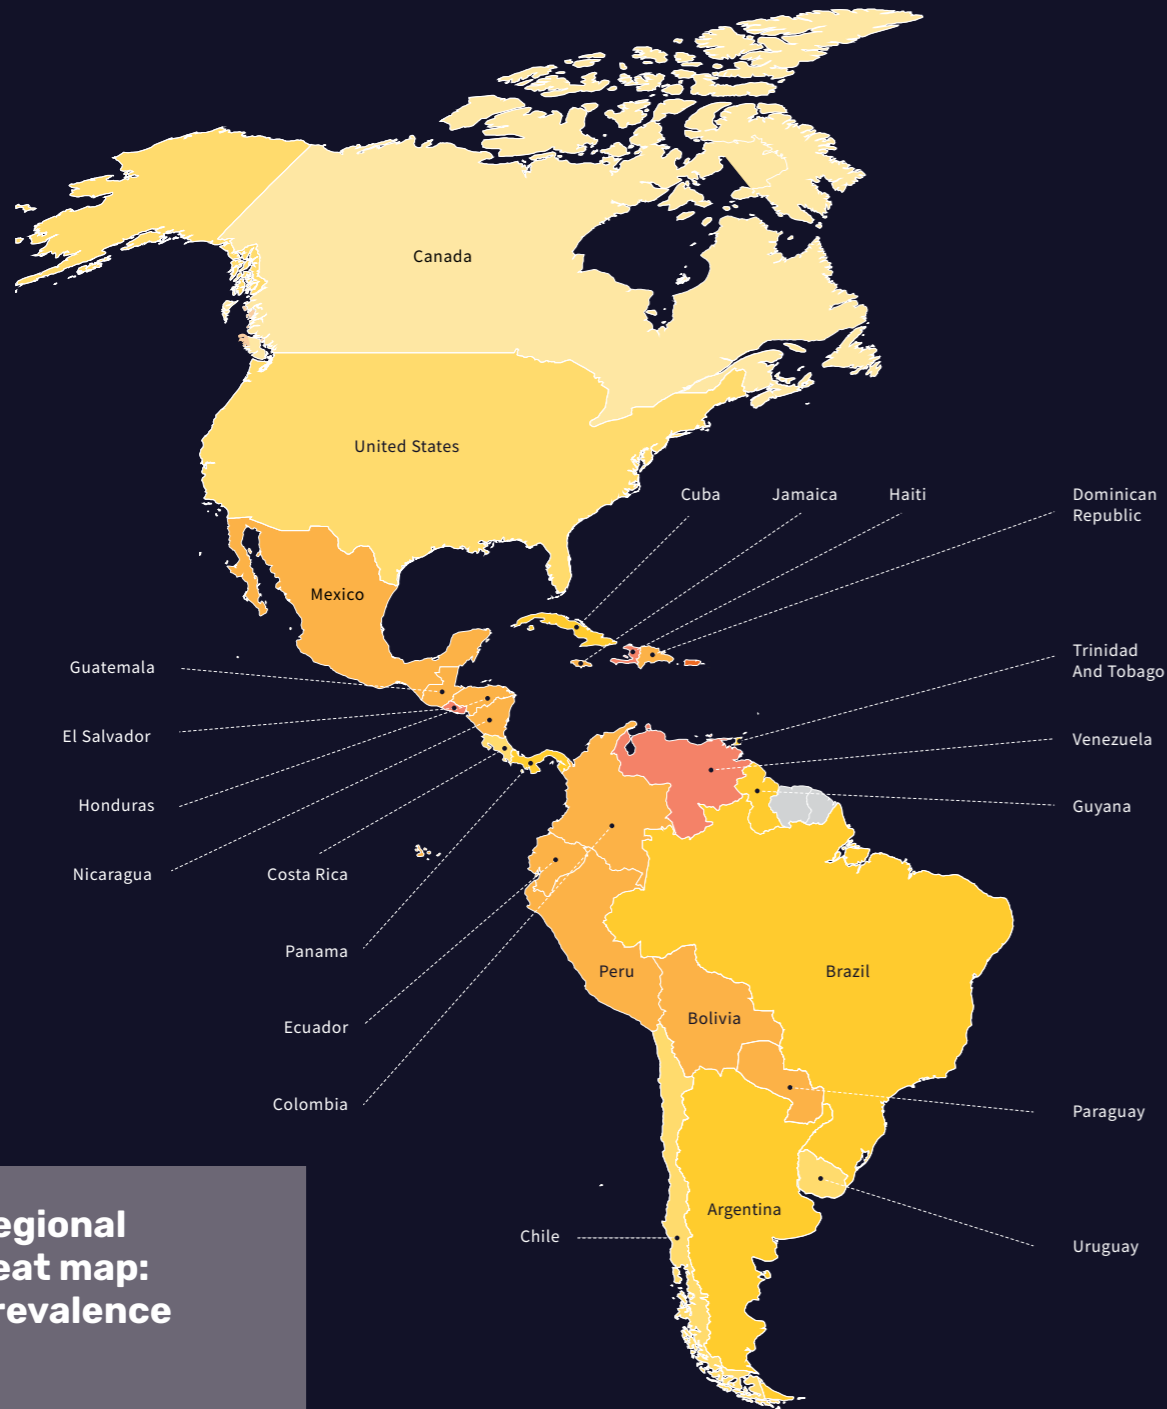 Canada
United States
Cuba
Jamaica
Haiti
Dominican
Republic
Mexico
Guatemala
Trinidad
And Tobago
El Salvador
Venezuela
Honduras
Guyana
Nicaragua
Costa Rica
Panama
Peru
Brazil
Ecuador
Bolivia
Colombia
Paraguay
Argentina
Chile
Uruguay
egional
eat map:
revalence